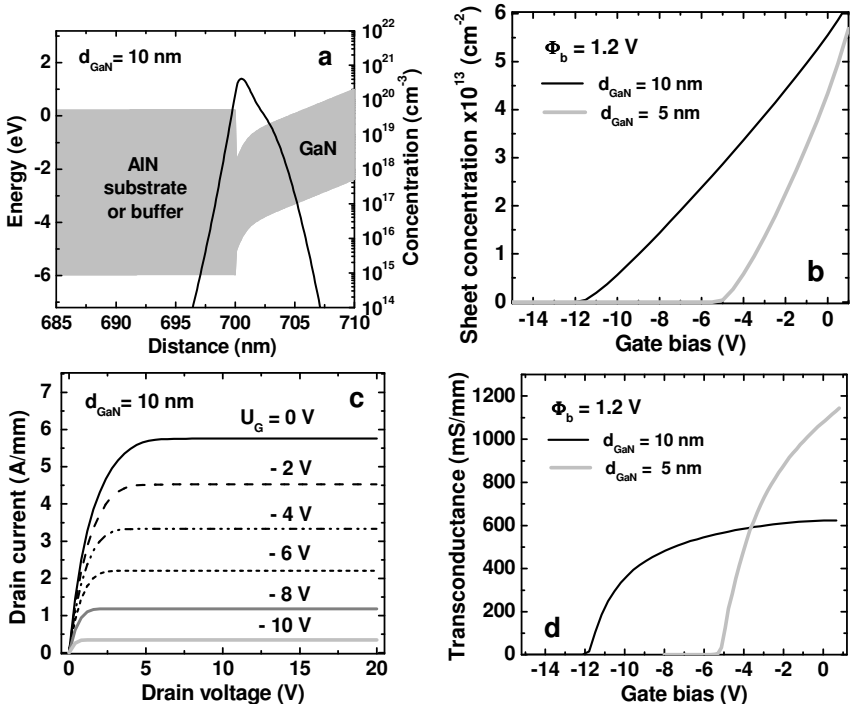 d_GaN = 10 nm
a
Energy (eV)
2
0
-2
-4
-6
AlN
substrate
or buffer
GaN
10^22
10^21
10^20
10^19
10^18
10^17
10^16
10^15
10^14
Concentration (cm^-3)
685 690 695 700 705 710
Distance (nm)
Sheet concentration x10^13 (cm^-2)
6
5
4
3
2
1
0
Φ_b = 1.2 V
d_GaN = 10 nm
d_GaN = 5 nm
b
-14 -12 -10 -8 -6 -4 -2 0
Gate bias (V)
Drain current (A/mm)
7
6
5
4
3
2
1
0
d_GaN = 10 nm
c
U_G = 0 V
- 2 V
- 4 V
- 6 V
- 8 V
- 10 V
0 5 10 15 20
Drain voltage (V)
Transconductance (mS/mm)
1200
1000
800
600
400
200
0
Φ_b = 1.2 V
d_GaN = 10 nm
d_GaN = 5 nm
d
-14 -12 -10 -8 -6 -4 -2 0
Gate bias (V)